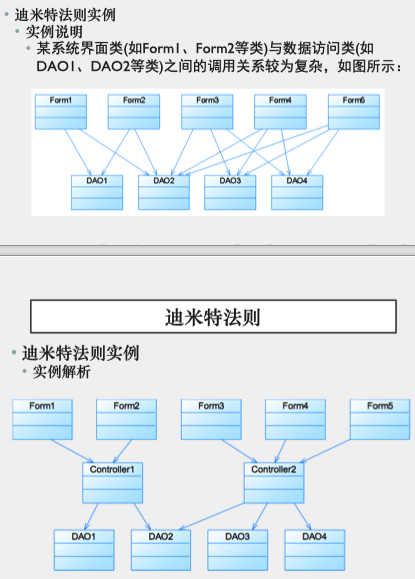 迪米特法则实例
实例说明
某系统界面类(如Form1、Form2等类)与数据访问类(如
DAO1、DAO2等类)之间的调用关系较为复杂，如图所示：
Form1 Form2 Form3 Form4 Form5
DAO1 DAO2 DAO3 DAO4
迪米特法则
迪米特法则实例
实例解析
Form1 Form2 Form3 Form4 Form5
Controller1 Controller2
DAO1 DAO2 DAO3 DAO4